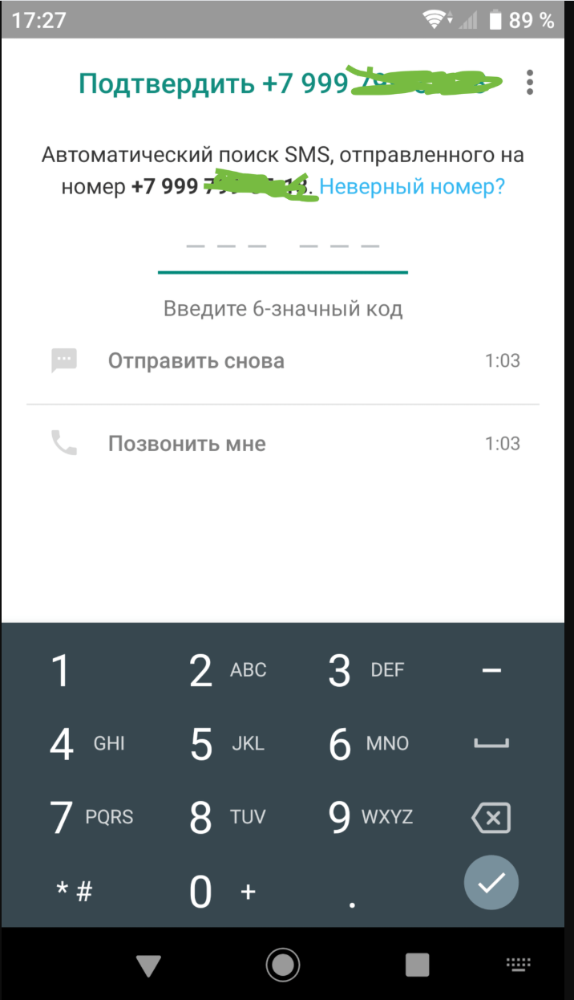 17:27 89 %
Подтвердить +7 999
Автоматический поиск SMS, отправленного на
номер +7 999 . Неверный номер?
Введите 6-значный код
Отправить снова 1:03
Позвонить мне 1:03
1 2 ABC 3 DEF –
4 GHI 5 JKL 6 MNO
7 PQRS 8 TUV 9 WXYZ
* # 0 + .